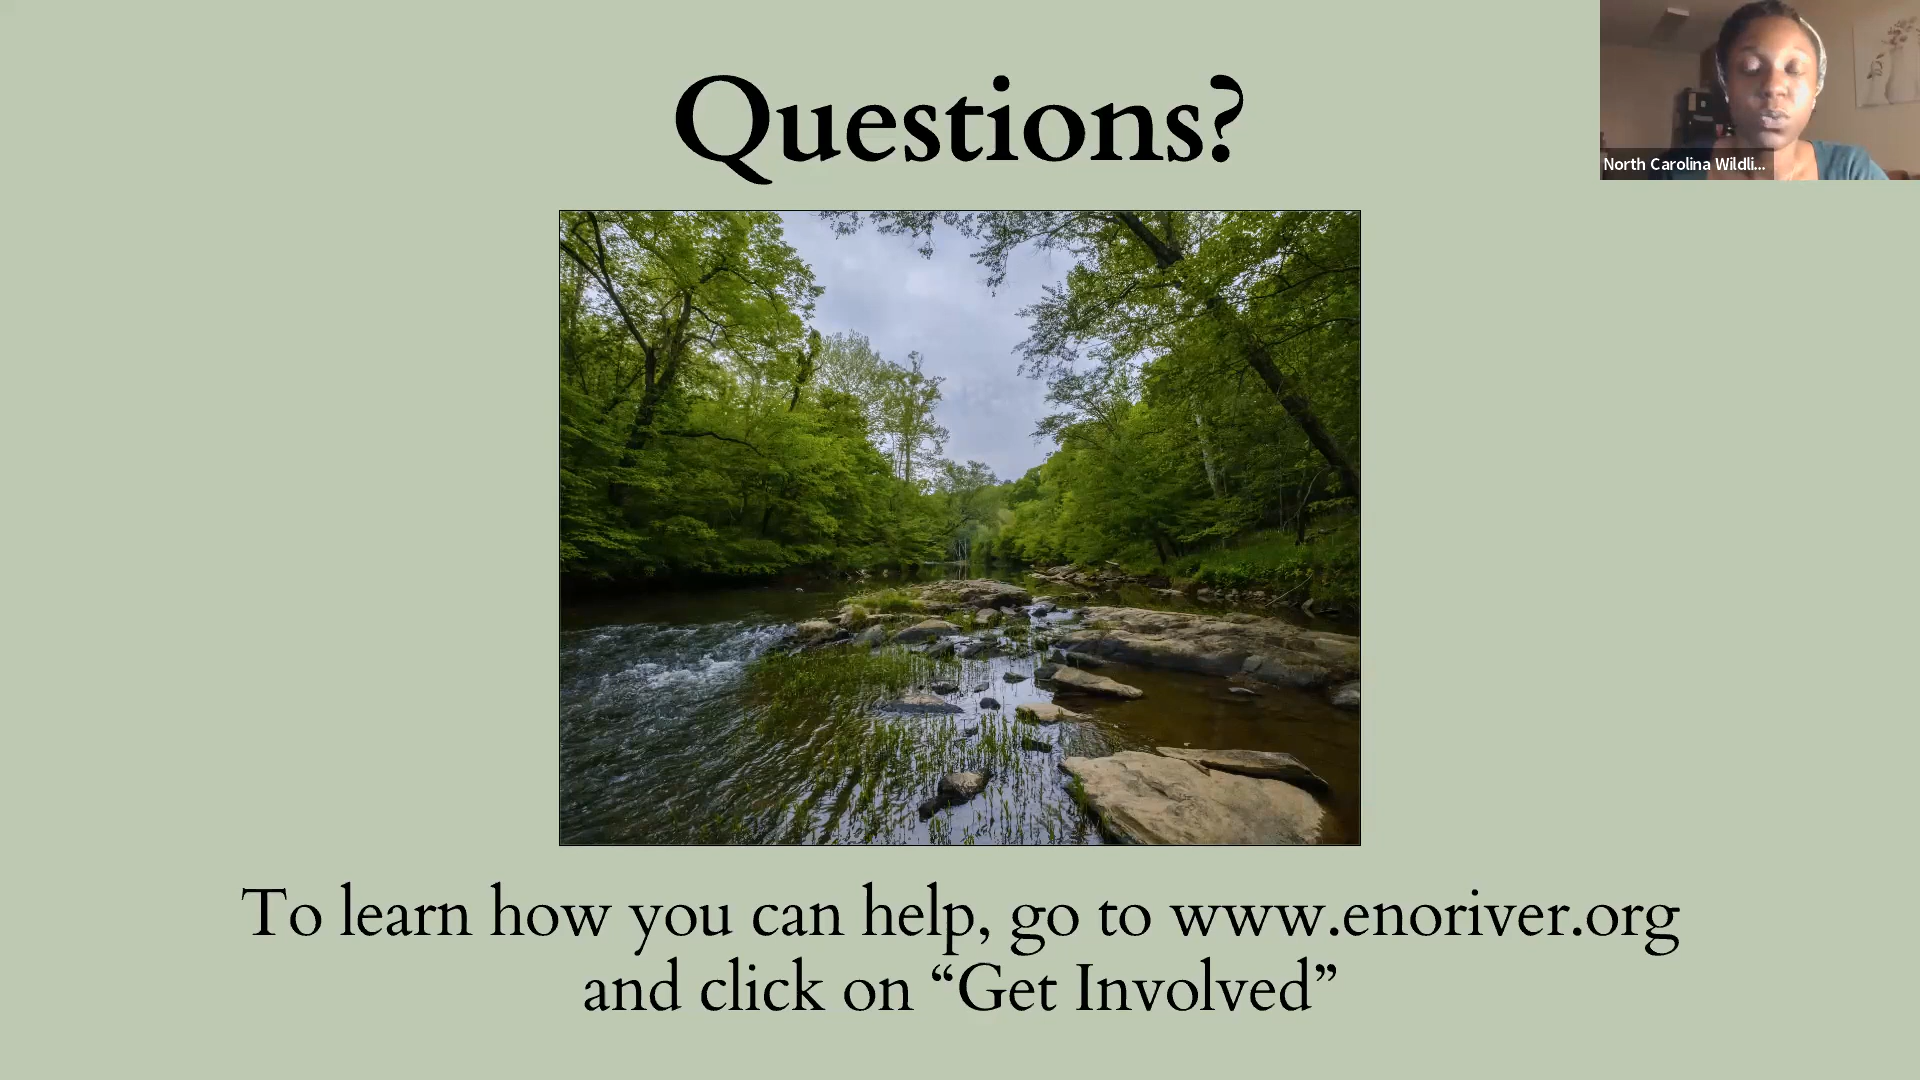 Questions?
North Carolina Wildli...
To learn how you can help, go to www.enoriver.org
and click on “Get Involved”